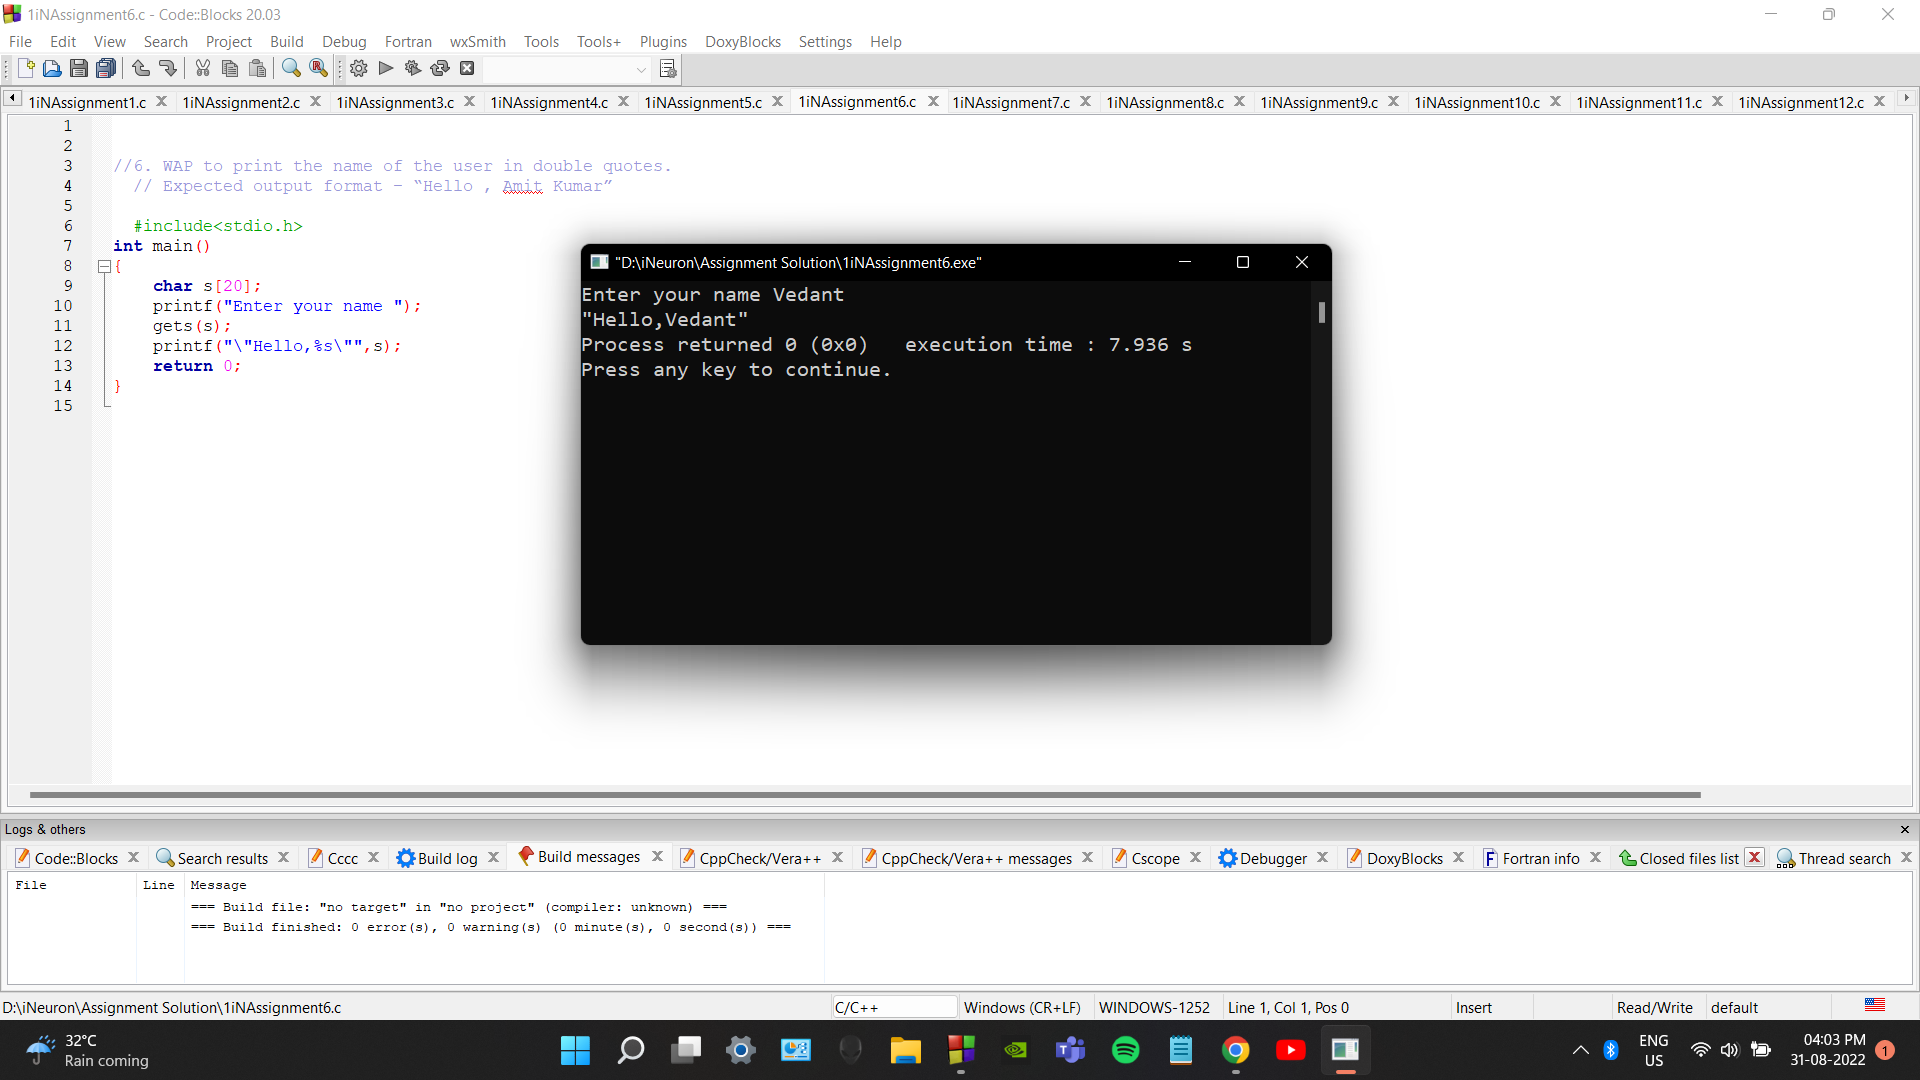 1iNAssignment6.c - Code::Blocks 20.03
File Edit View Search Project Build Debug Fortran wxSmith Tools Tools+ Plugins DoxyBlocks Settings Help
1iNAssignment1.c 1iNAssignment2.c 1iNAssignment3.c 1iNAssignment4.c 1iNAssignment5.c 1iNAssignment6.c 1iNAssignment7.c 1iNAssignment8.c 1iNAssignment9.c 1iNAssignment10.c 1iNAssignment11.c 1iNAssignment12.c
1
2
3 //6. WAP to print the name of the user in double quotes.
4 // Expected output format – “Hello , Amit Kumar”
5
6 #include<stdio.h>
7 int main()
8 {
9 char s[20];
10 printf("Enter your name ");
11 gets(s);
12 printf("\"Hello,%s\"",s);
13 return 0;
14 }
15
"D:\iNeuron\Assignment Solution\1iNAssignment6.exe"
Enter your name Vedant
"Hello,Vedant"
Process returned 0 (0x0)   execution time : 7.936 s
Press any key to continue.
Logs & others
Code::Blocks Search results Cccc Build log Build messages CppCheck/Vera++ CppCheck/Vera++ messages Cscope Debugger DoxyBlocks Fortran info Closed files list Thread search
File Line Message
=== Build file: "no target" in "no project" (compiler: unknown) ===
=== Build finished: 0 error(s), 0 warning(s) (0 minute(s), 0 second(s)) ===
D:\iNeuron\Assignment Solution\1iNAssignment6.c C/C++ Windows (CR+LF) WINDOWS-1252 Line 1, Col 1, Pos 0 Insert Read/Write default
32°C
Rain coming
ENG
US
04:03 PM
31-08-2022
1